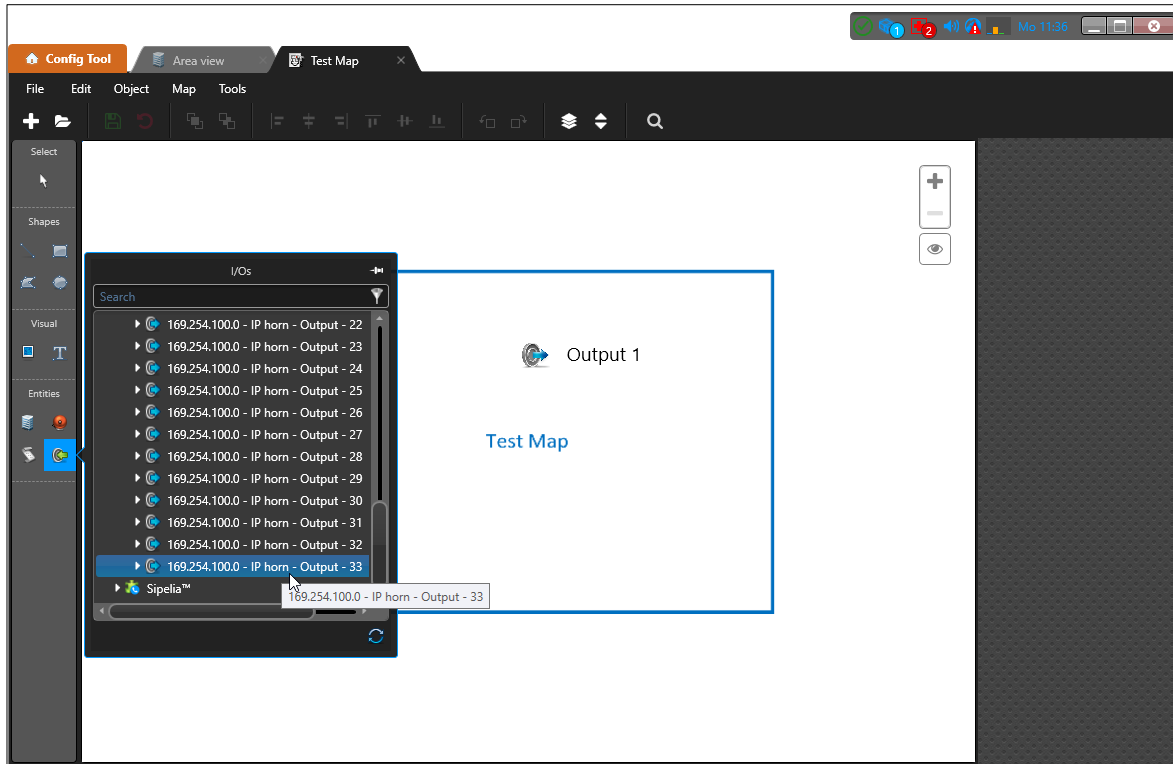 1
2
Mo 11:36
Config Tool
Area view
Test Map
File Edit Object Map Tools
Select
Shapes
Visual
T
Entities
I/Os
Search
169.254.100.0 - IP horn - Output - 22
169.254.100.0 - IP horn - Output - 23
169.254.100.0 - IP horn - Output - 24
169.254.100.0 - IP horn - Output - 25
169.254.100.0 - IP horn - Output - 26
169.254.100.0 - IP horn - Output - 27
169.254.100.0 - IP horn - Output - 28
169.254.100.0 - IP horn - Output - 29
169.254.100.0 - IP horn - Output - 30
169.254.100.0 - IP horn - Output - 31
169.254.100.0 - IP horn - Output - 32
169.254.100.0 - IP horn - Output - 33
Sipelia™
169.254.100.0 - IP horn - Output - 33
Output 1
Test Map